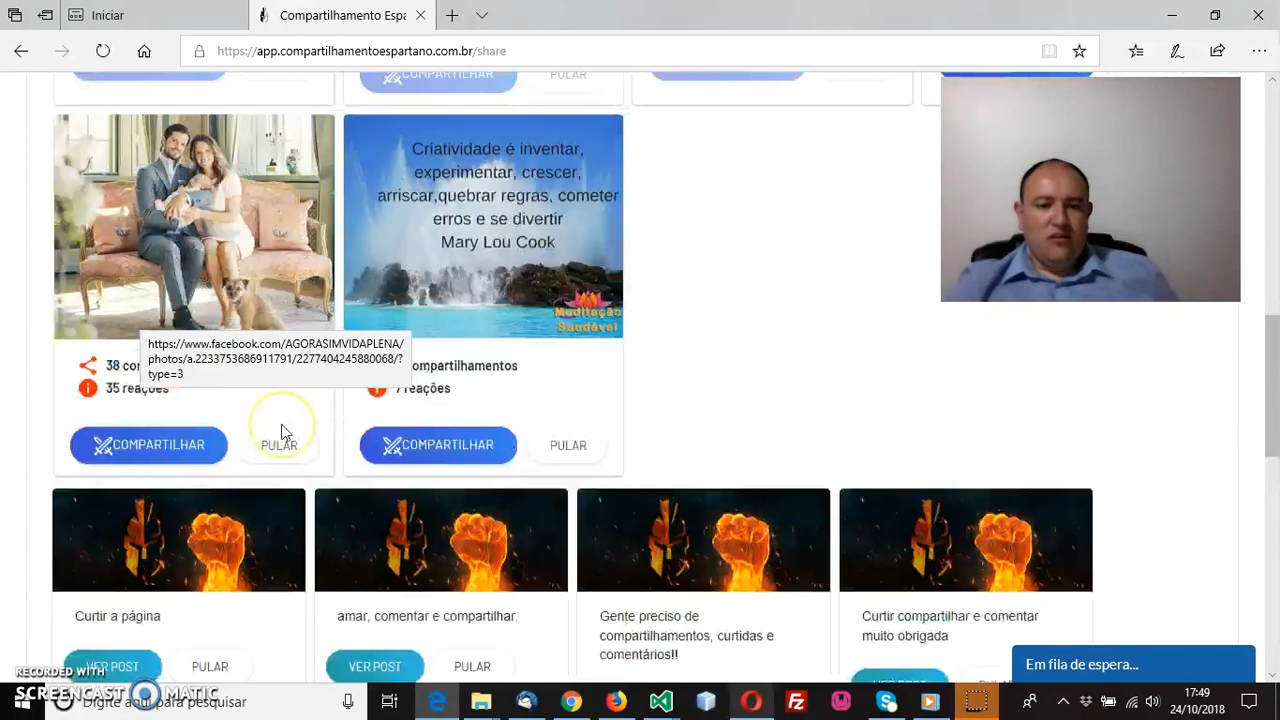 Iniciar
Compartilhamento Espa
https://app.compartilhamentoespartano.com.br/share
COMPARTILHAR
PULAR
Criatividade é inventar,
experimentar, crescer,
arriscar,quebrar regras, cometer
erros e se divertir
Mary Lou Cook
Meditação
Saudável
https://www.facebook.com/AGORASIMVIDAPLENA/
photos/a.2233753686911791/2277404245880068/?
type=3
38 com
ompartilhamentos
35 reações
7 reações
COMPARTILHAR
PULAR
COMPARTILHAR
PULAR
Curtir a página
amar, comentar e compartilhar.
Gente preciso de
compartilhamentos, curtidas e
comentários!!
Curtir compartilhar e comentar
muito obrigada
VER POST
PULAR
VER POST
PULAR
Em fila de espera...
RECORDED WITH
SCREENCAST MATIC
Digite aqui para pesquisar
17:49
24/10/2018